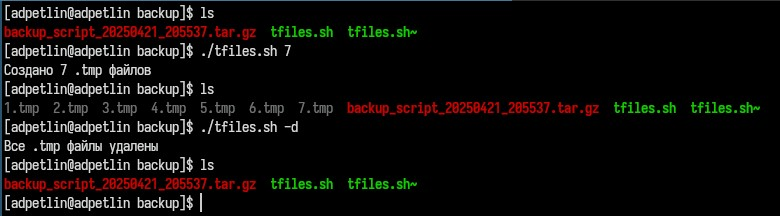 [adpetlin@adpetlin backup]$ ls
backup_script_20250421_205537.tar.gz  tfiles.sh  tfiles.sh~
[adpetlin@adpetlin backup]$ ./tfiles.sh 7
Создано 7 .tmp файлов
[adpetlin@adpetlin backup]$ ls
1.tmp  2.tmp  3.tmp  4.tmp  5.tmp  6.tmp  7.tmp  backup_script_20250421_205537.tar.gz  tfiles.sh  tfiles.sh~
[adpetlin@adpetlin backup]$ ./tfiles.sh -d
Все .tmp файлы удалены
[adpetlin@adpetlin backup]$ ls
backup_script_20250421_205537.tar.gz  tfiles.sh  tfiles.sh~
[adpetlin@adpetlin backup]$